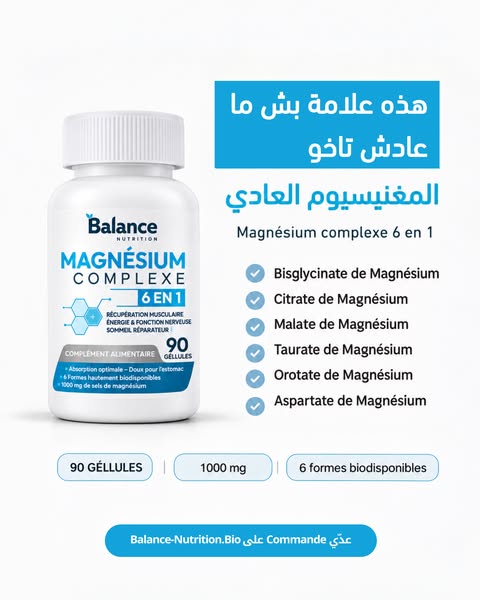 هذه علامة بش ما
عادش تاخو
المغنيسيوم العادي
Magnésium complexe 6 en 1
Bisglycinate de Magnésium
Citrate de Magnésium
Malate de Magnésium
Taurate de Magnésium
Orotate de Magnésium
Aspartate de Magnésium
Balance
NUTRITION
MAGNÉSIUM
COMPLEXE
6 EN 1
RÉCUPÉRATION MUSCULAIRE
ÉNERGIE & FONCTION NERVEUSE
SOMMEIL RÉPARATEUR
90
GÉLLULES
COMPLÉMENT ALIMENTAIRE
Absorption optimale – Doux pour l'estomac
6 Formes hautement biodisponibles
1000 mg de sels de magnésium
90 GÉLLULES
1000 mg
6 formes biodisponibles
عدّي Commande على Balance-Nutrition.Bio